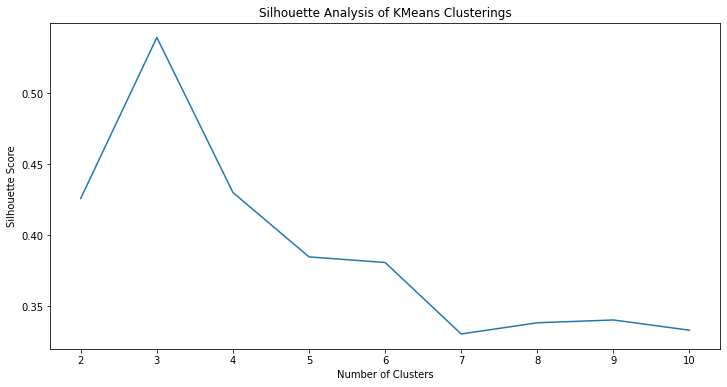 Silhouette Analysis of KMeans Clusterings
Silhouette Score
0.50
0.45
0.40
0.35
2 3 4 5 6 7 8 9 10
Number of Clusters